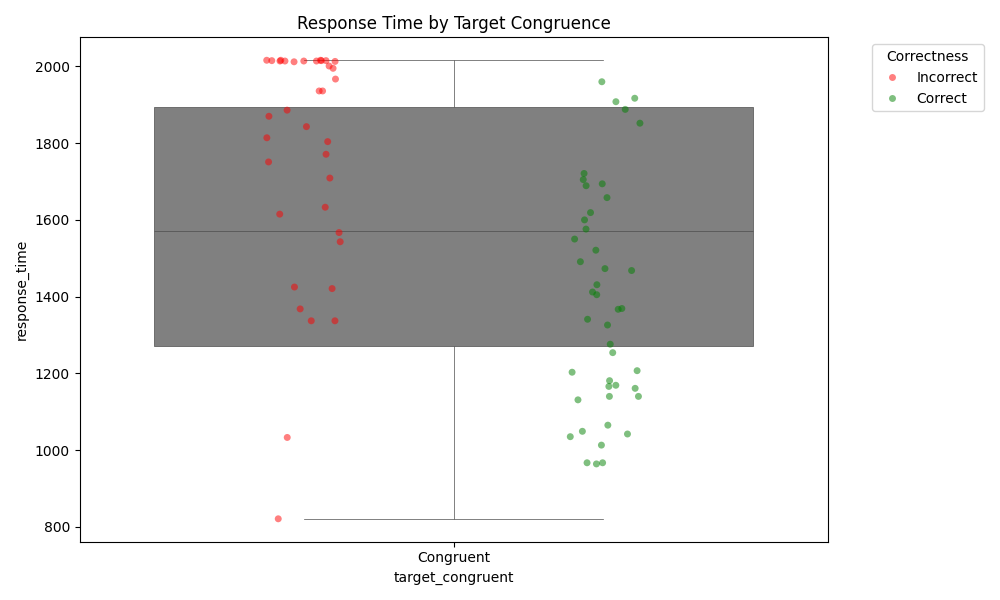 Response Time by Target Congruence
Correctness
Incorrect
Correct
response_time
2000
1800
1600
1400
1200
1000
800
Congruent
target_congruent